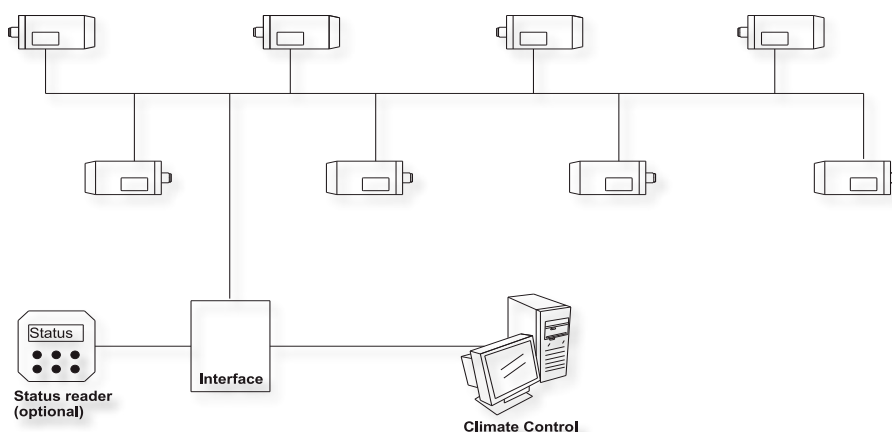 Status
Status reader
(optional)
Interface
Climate Control